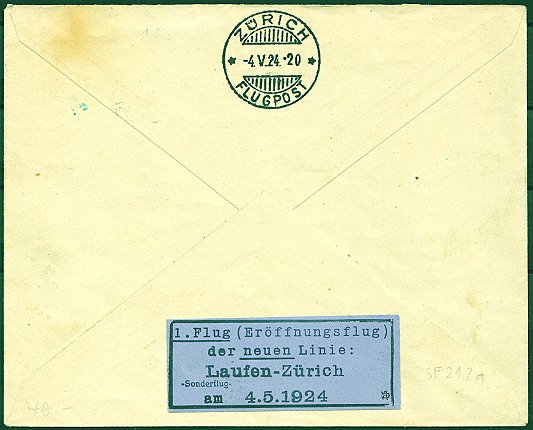 ZÜRICH
* -4.V.24.-20 *
FLUGPOST
1. Flug (Eröffnungsflug)
der neuen Linie:
Laufen-Zürich
-Sonderflug-
am 4.5.1924
SF 24.2a
40 -